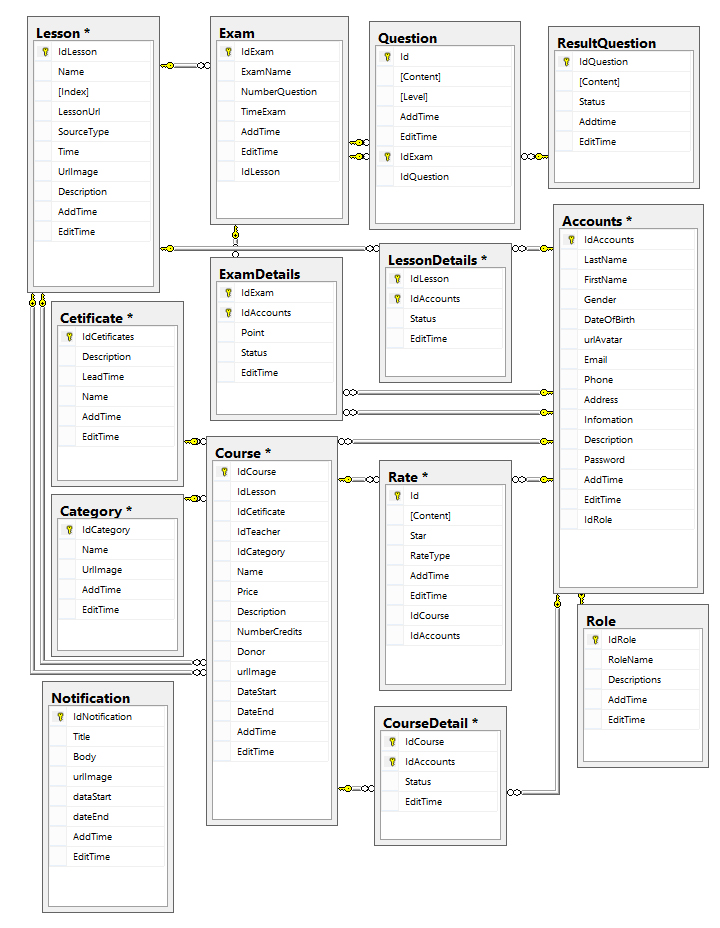 Lesson *
IdLesson
Name
[Index]
LessonUrl
SourceType
Time
UrlImage
Description
AddTime
EditTime
Exam
IdExam
ExamName
NumberQuestion
TimeExam
AddTime
EditTime
IdLesson
Question
Id
[Content]
[Level]
AddTime
EditTime
IdExam
IdQuestion
ResultQuestion
IdQuestion
[Content]
Status
Addtime
EditTime
Accounts *
IdAccounts
LastName
FirstName
Gender
DateOfBirth
urlAvatar
Email
Phone
Address
Infomation
Description
Password
AddTime
EditTime
IdRole
LessonDetails *
IdLesson
IdAccounts
Status
EditTime
ExamDetails
IdExam
IdAccounts
Point
Status
EditTime
Cetificate *
IdCetificates
Description
LeadTime
Name
AddTime
EditTime
Course *
IdCourse
IdLesson
IdCetificate
IdTeacher
IdCategory
Name
Price
Description
NumberCredits
Donor
urlImage
DateStart
DateEnd
AddTime
EditTime
Rate *
Id
[Content]
Star
RateType
AddTime
EditTime
IdCourse
IdAccounts
Category *
IdCategory
Name
UrlImage
AddTime
EditTime
Role
IdRole
RoleName
Descriptions
AddTime
EditTime
Notification
IdNotification
Title
Body
urlImage
dataStart
dateEnd
AddTime
EditTime
CourseDetail *
IdCourse
IdAccounts
Status
EditTime